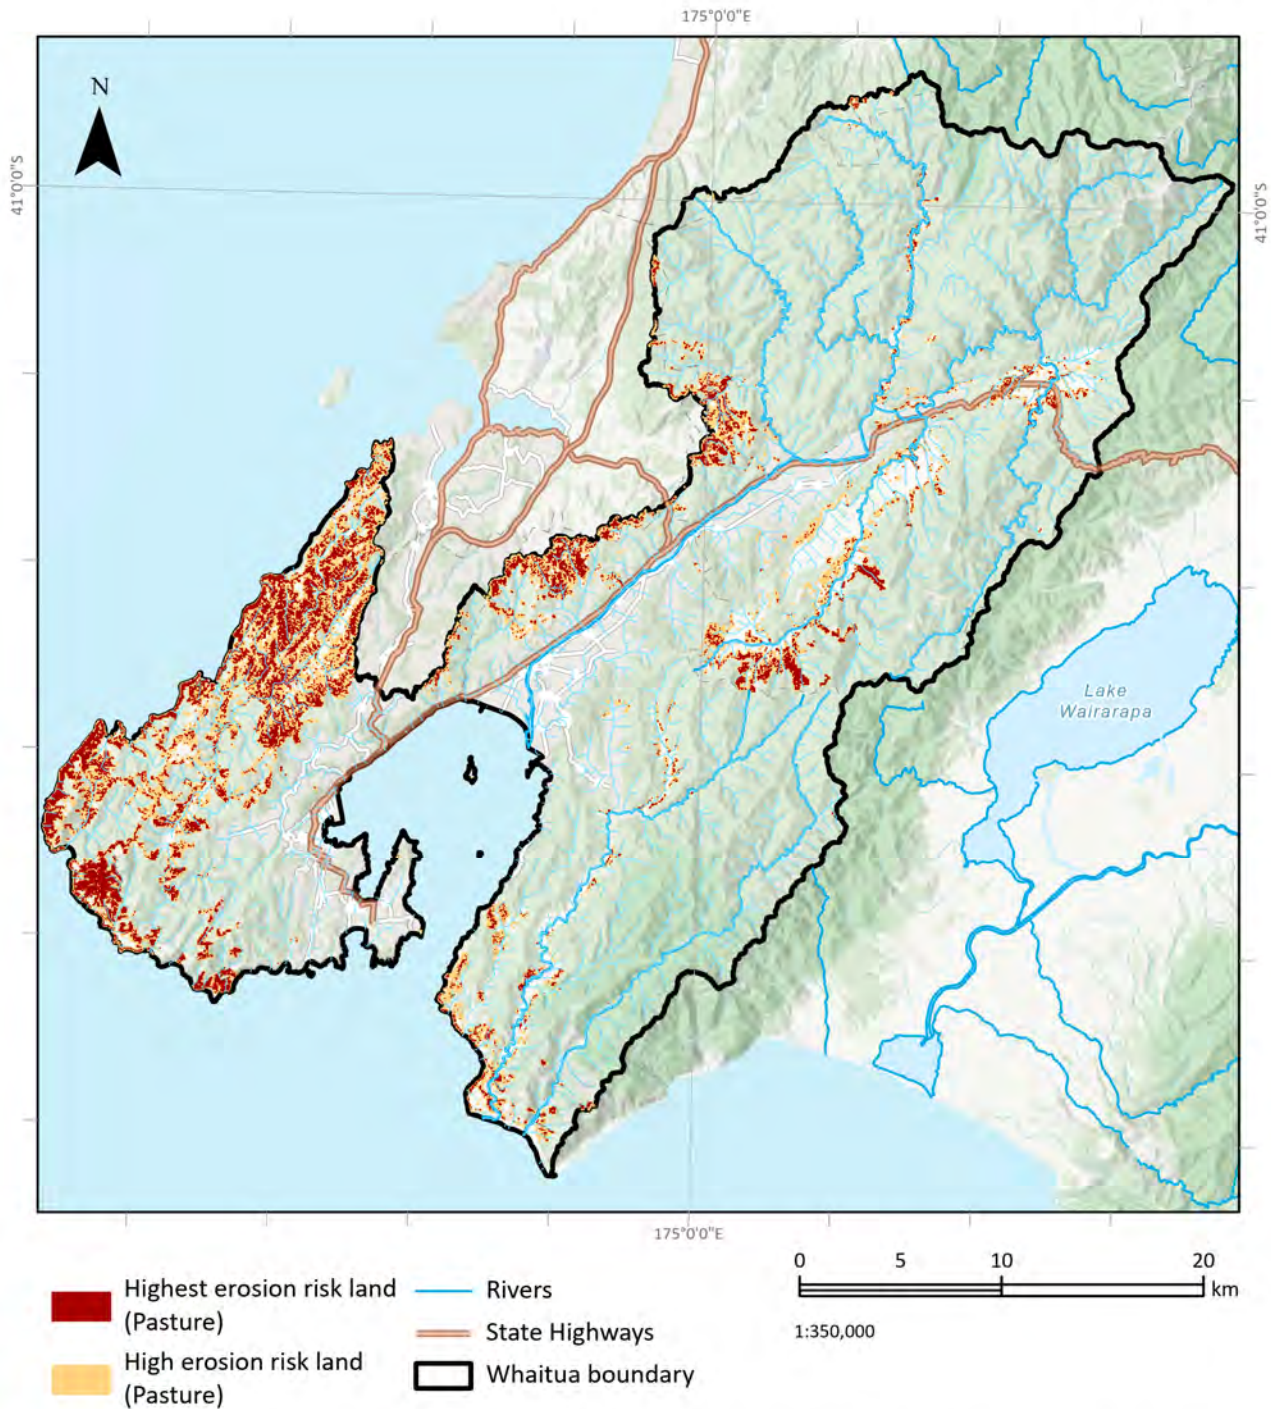 175°0'0"E
N
41°0'0"S
41°0'0"S
Lake
Wairarapa
175°0'0"E
Highest erosion risk land
(Pasture)
High erosion risk land
(Pasture)
Rivers
State Highways
Whaitua boundary
0 5 10 20
km
1:350,000